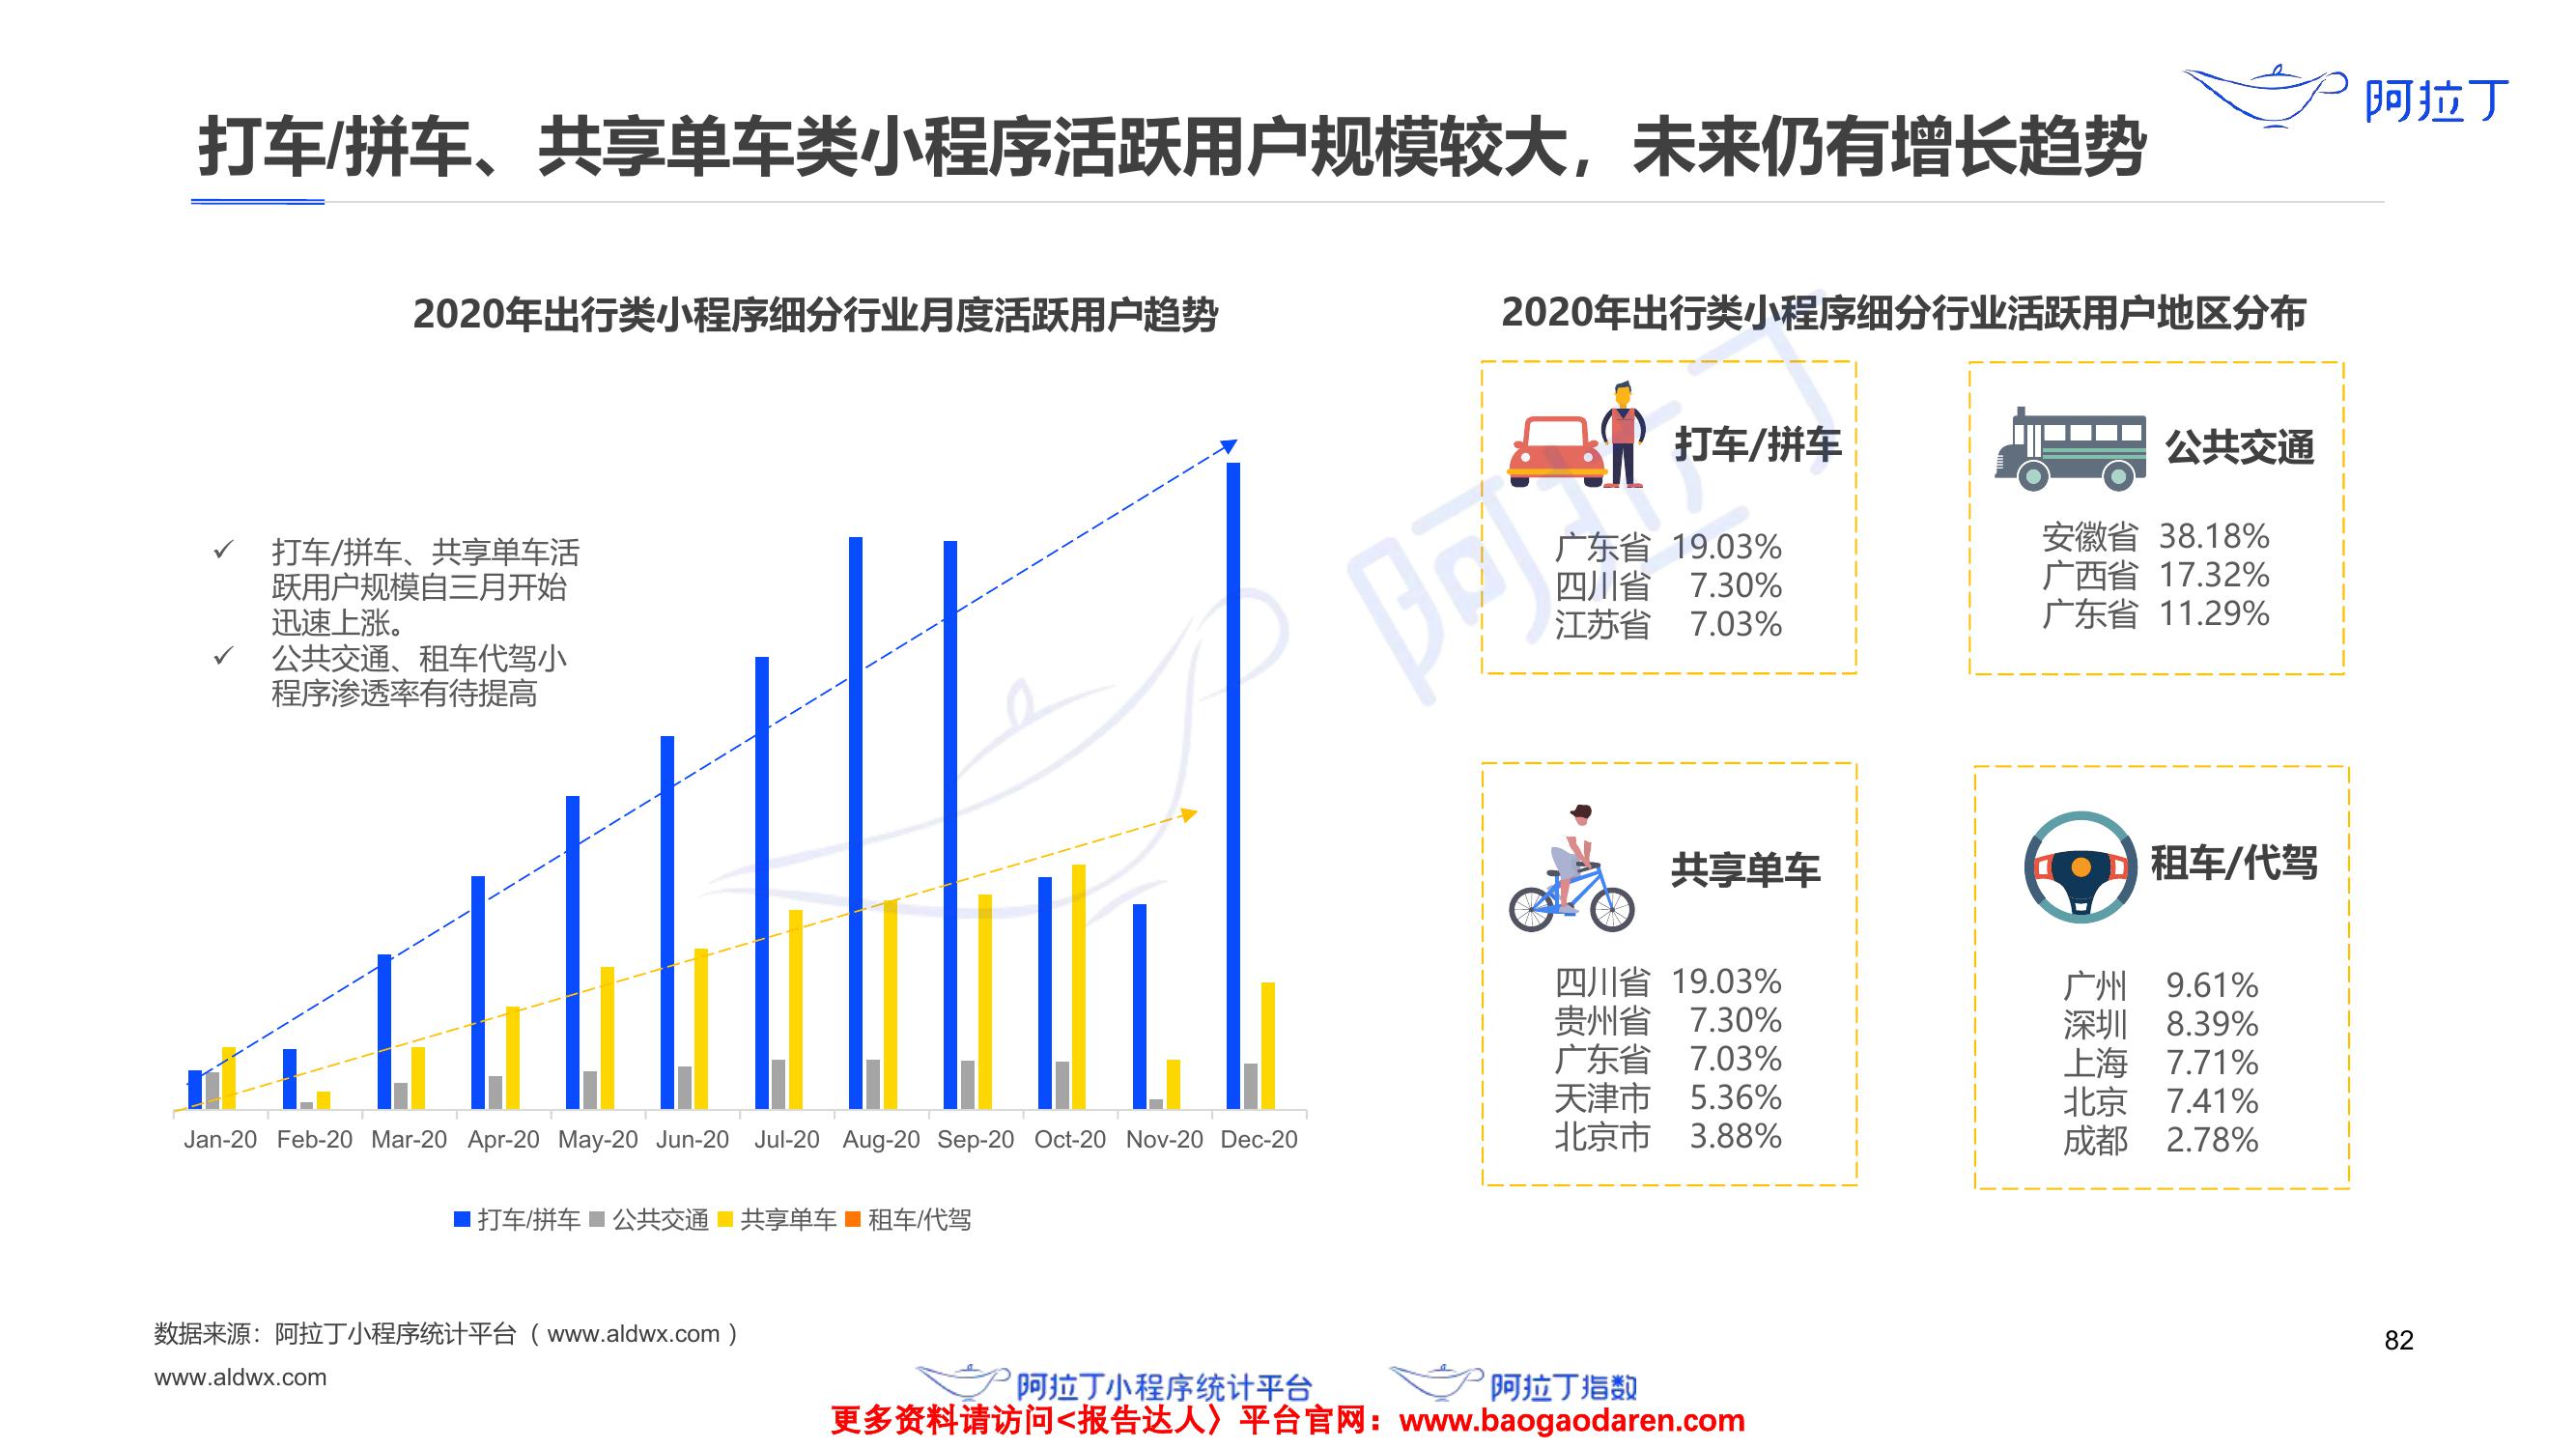 阿拉丁
打车/拼车、共享单车类小程序活跃用户规模较大，未来仍有增长趋势
2020年出行类小程序细分行业月度活跃用户趋势
✓ 打车/拼车、共享单车活
跃用户规模自三月开始
迅速上涨。
✓ 公共交通、租车代驾小
程序渗透率有待提高
Jan-20 Feb-20 Mar-20 Apr-20 May-20 Jun-20 Jul-20 Aug-20 Sep-20 Oct-20 Nov-20 Dec-20
打车/拼车 公共交通 共享单车 租车/代驾
2020年出行类小程序细分行业活跃用户地区分布
打车/拼车
广东省 19.03%
四川省 7.30%
江苏省 7.03%
公共交通
安徽省 38.18%
广西省 17.32%
广东省 11.29%
共享单车
四川省 19.03%
贵州省 7.30%
广东省 7.03%
天津市 5.36%
北京市 3.88%
租车/代驾
广州 9.61%
深圳 8.39%
上海 7.71%
北京 7.41%
成都 2.78%
阿拉丁
数据来源：阿拉丁小程序统计平台（www.aldwx.com）
82
www.aldwx.com
阿拉丁小程序统计平台 阿拉丁指数
更多资料请访问<报告达人〉平台官网：www.baogaodaren.com